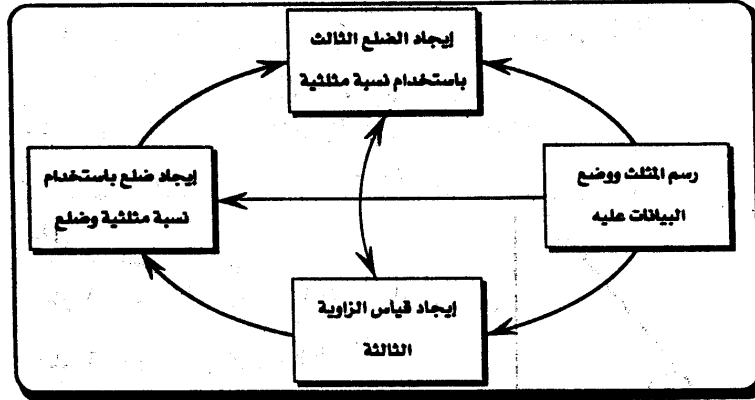 إيجاد الضلع الثالث
باستخدام نسبة مثلثية
رسم المثلث ووضع
البيانات عليه
إيجاد ضلع باستخدام
نسبة مثلثية وضلع
إيجاد قياس الزاوية
الثالثة